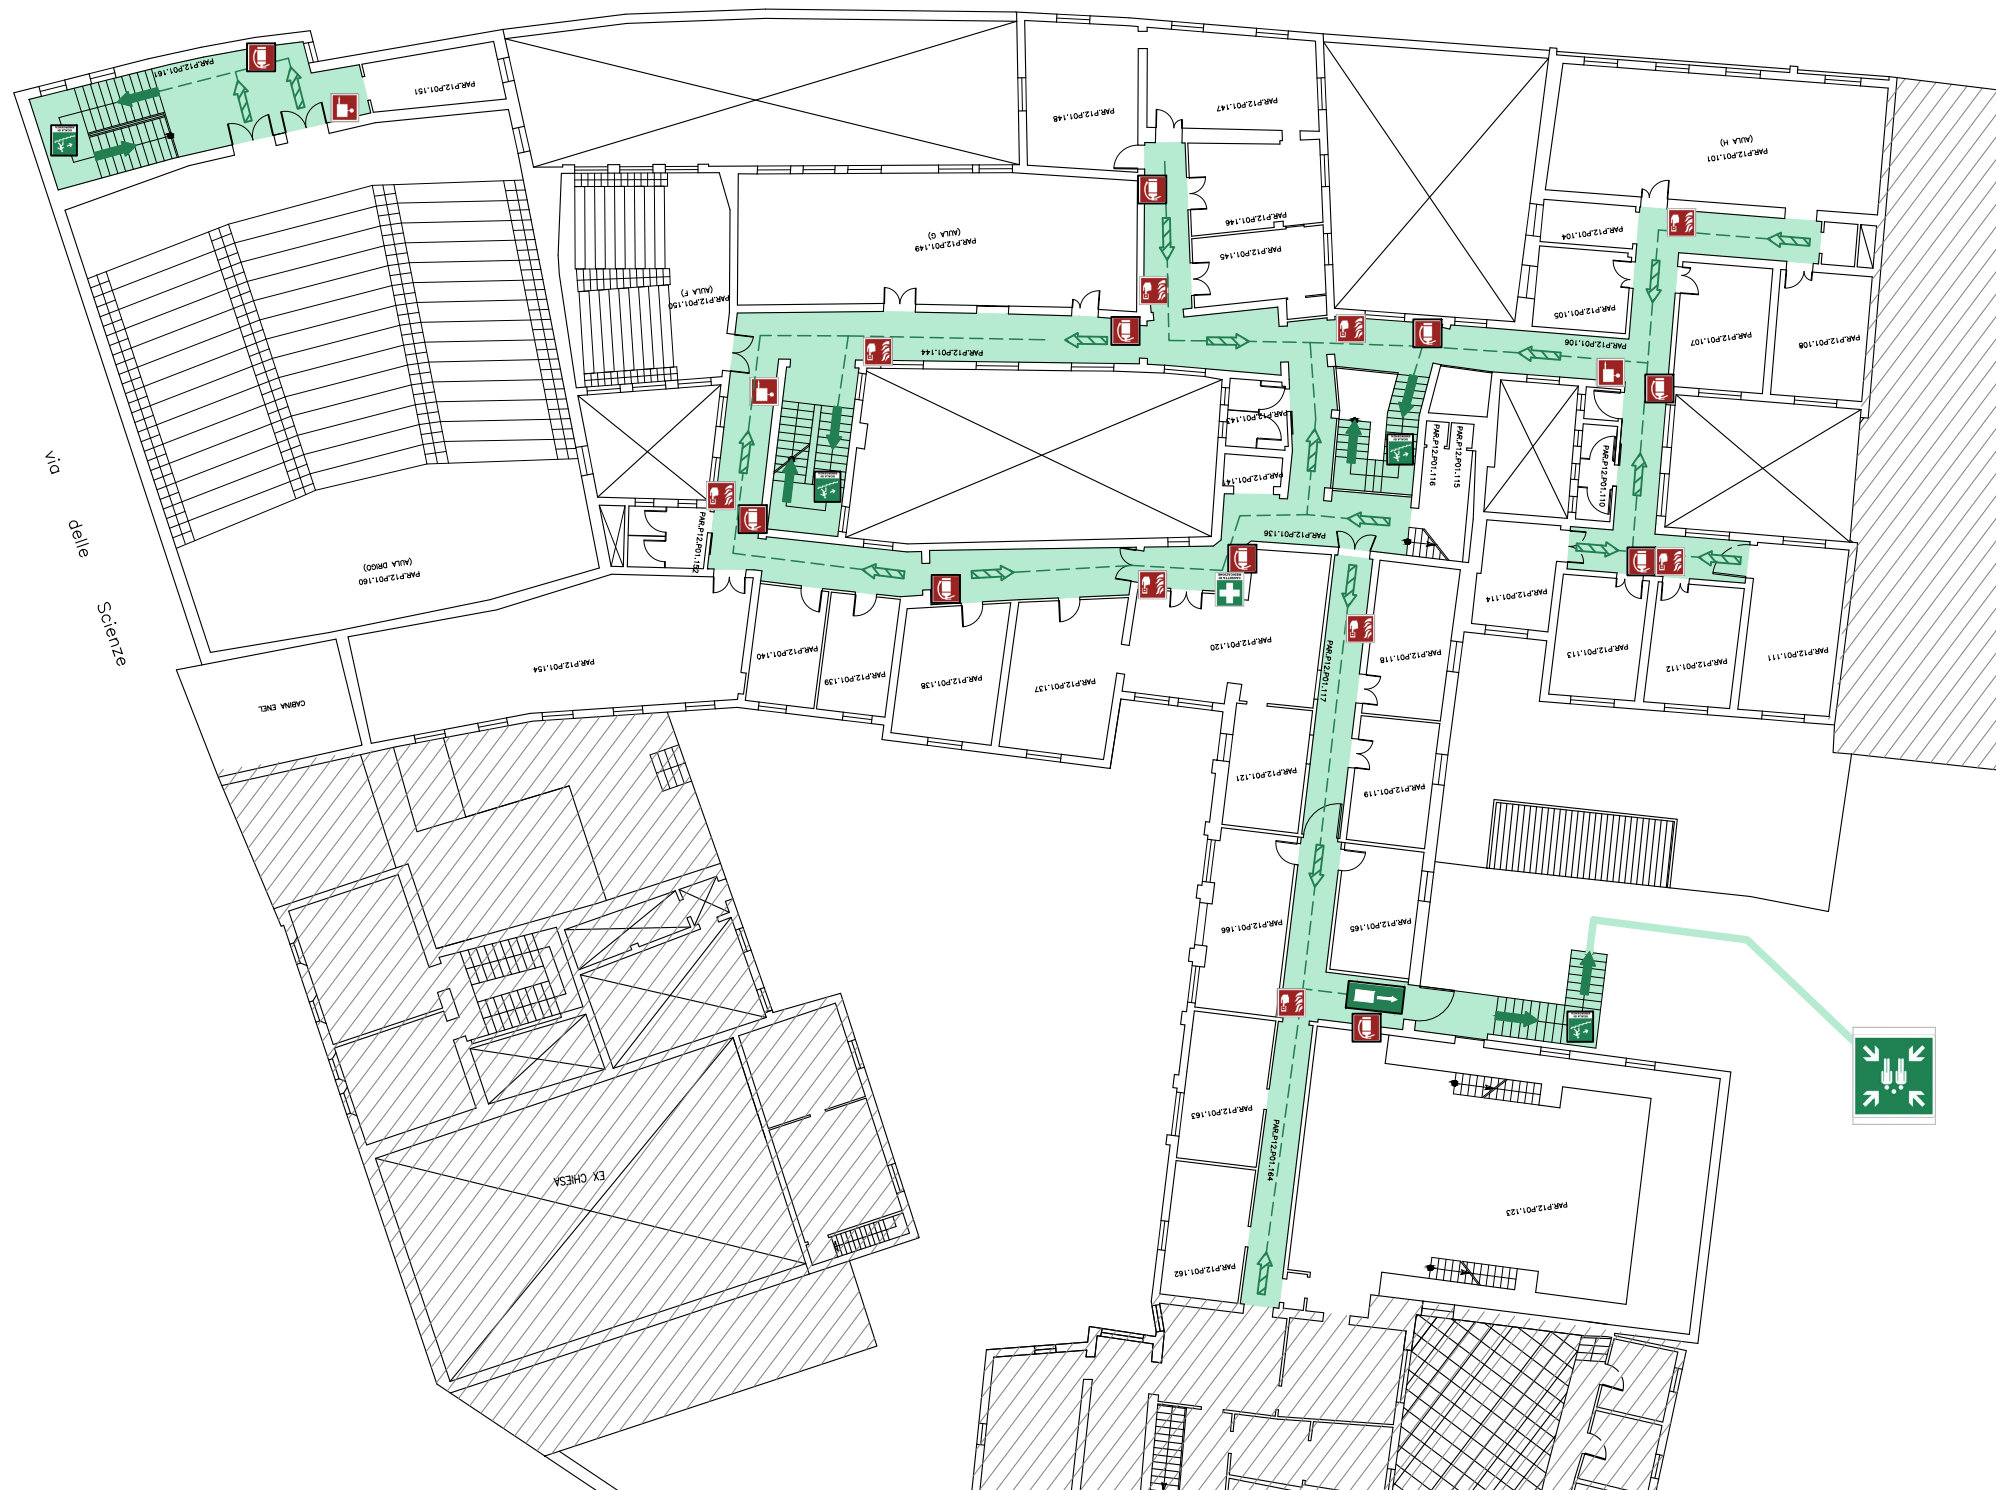 PAR.P12.P01.161
PAR.P12.P01.151
PAR.P12.P01.148
PAR.P12.P01.147
(AULA H)
PAR.P12.P01.101
PAR.P12.P01.146
PAR.P12.P01.145
PAR.P12.P01.104
(AULA G)
PAR.P12.P01.149
(AULA F)
PAR.P12.P01.150
PAR.P12.P01.105
PAR.P12.P01.107
PAR.P12.P01.108
PAR.P12.P01.106
PAR.P12.P01.144
PAR.P12.P01.116
PAR.P12.P01.115
PAR.P12.P01.110
PAR.P12.P01.136
PAR.P12.P01.152
(AULA DRIGO)
PAR.P12.P01.160
via
delle
Scienze
PAR.P12.P01.114
PAR.P12.P01.113
PAR.P12.P01.112
PAR.P12.P01.111
PAR.P12.P01.120
PAR.P12.P01.117
PAR.P12.P01.118
PAR.P12.P01.154
PAR.P12.P01.140
PAR.P12.P01.139
PAR.P12.P01.138
PAR.P12.P01.137
CABINA ENEL
PAR.P12.P01.121
PAR.P12.P01.119
PAR.P12.P01.166
PAR.P12.P01.165
PAR.P12.P01.163
PAR.P12.P01.164
EX CHIESA
PAR.P12.P01.123
PAR.P12.P01.162